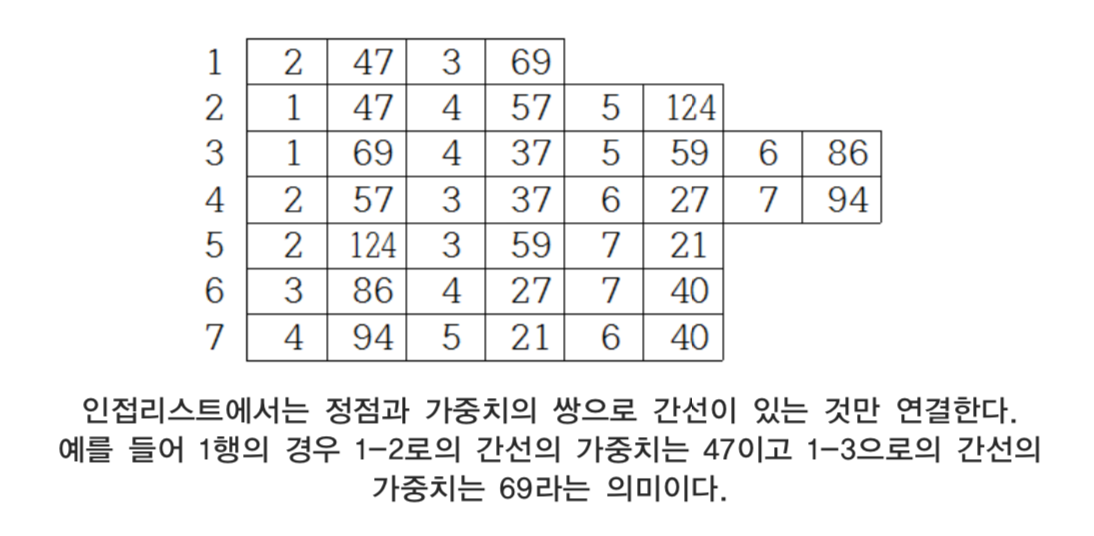 1 2 47 3 69
2 1 47 4 57 5 124
3 1 69 4 37 5 59 6 86
4 2 57 3 37 6 27 7 94
5 2 124 3 59 7 21
6 3 86 4 27 7 40
7 4 94 5 21 6 40
인접리스트에서는 정점과 가중치의 쌍으로 간선이 있는 것만 연결한다.
예를 들어 1행의 경우 1-2로의 간선의 가중치는 47이고 1-3으로의 간선의
가중치는 69라는 의미이다.